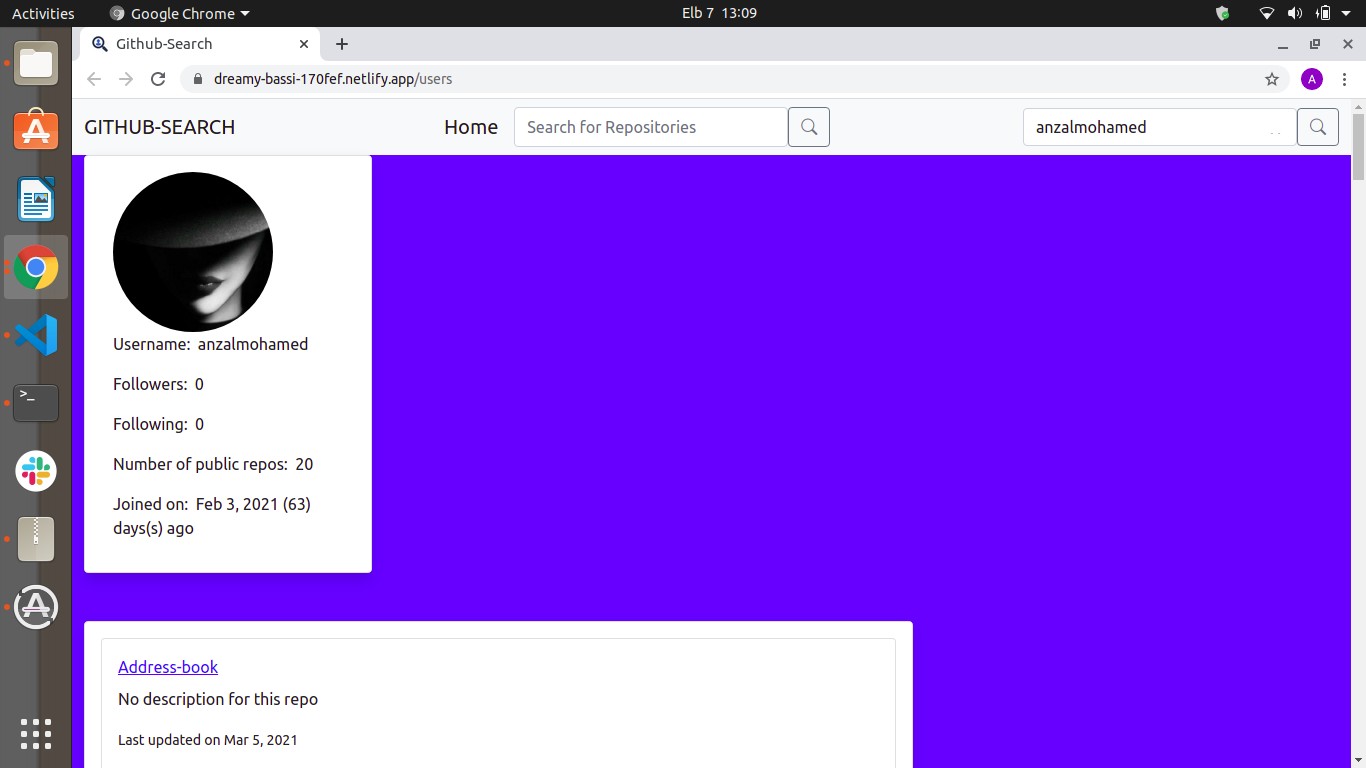 Activities
Google Chrome
Elb 7 13:09
Github-Search
dreamy-bassi-170fef.netlify.app/users
A
GITHUB-SEARCH
Home
Search for Repositories
anzalmohamed
Username: anzalmohamed
Followers: 0
Following: 0
Number of public repos: 20
Joined on: Feb 3, 2021 (63)
days(s) ago
Address-book
No description for this repo
Last updated on Mar 5, 2021